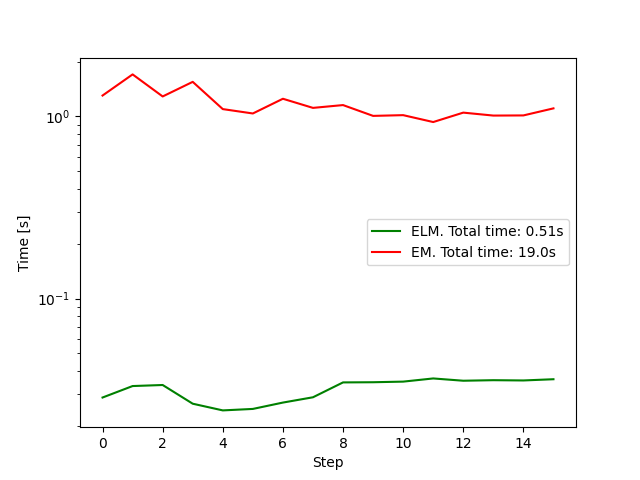 10⁰
10⁻¹
Time [s]
ELM. Total time: 0.51s
EM. Total time: 19.0s
0 2 4 6 8 10 12 14
Step